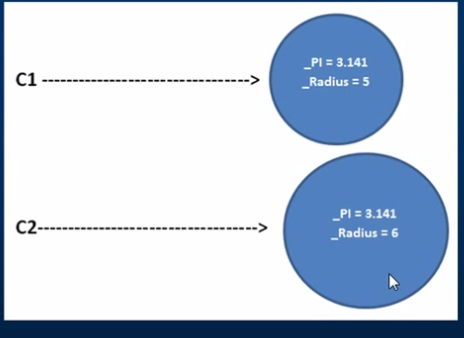 C1 ----------------------------------->
_PI = 3.141
_Radius = 5
C2------------------------------------>
_PI = 3.141
_Radius = 6